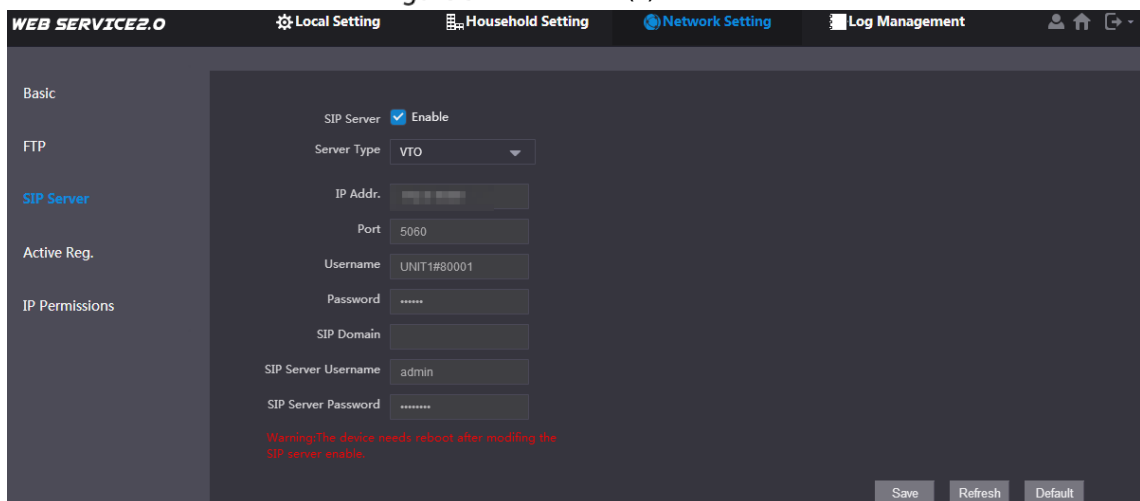 WEB SERVICE2.0
Local Setting
Household Setting
Network Setting
Log Management
Basic
FTP
SIP Server
Active Reg.
IP Permissions
SIP Server Enable
Server Type VTO
IP Addr.
Port 5060
Username UNIT1#80001
Password ••••••
SIP Domain
SIP Server Username admin
SIP Server Password ••••••••
Warning:The device needs reboot after modifing the
SIP server enable.
Save Refresh Default